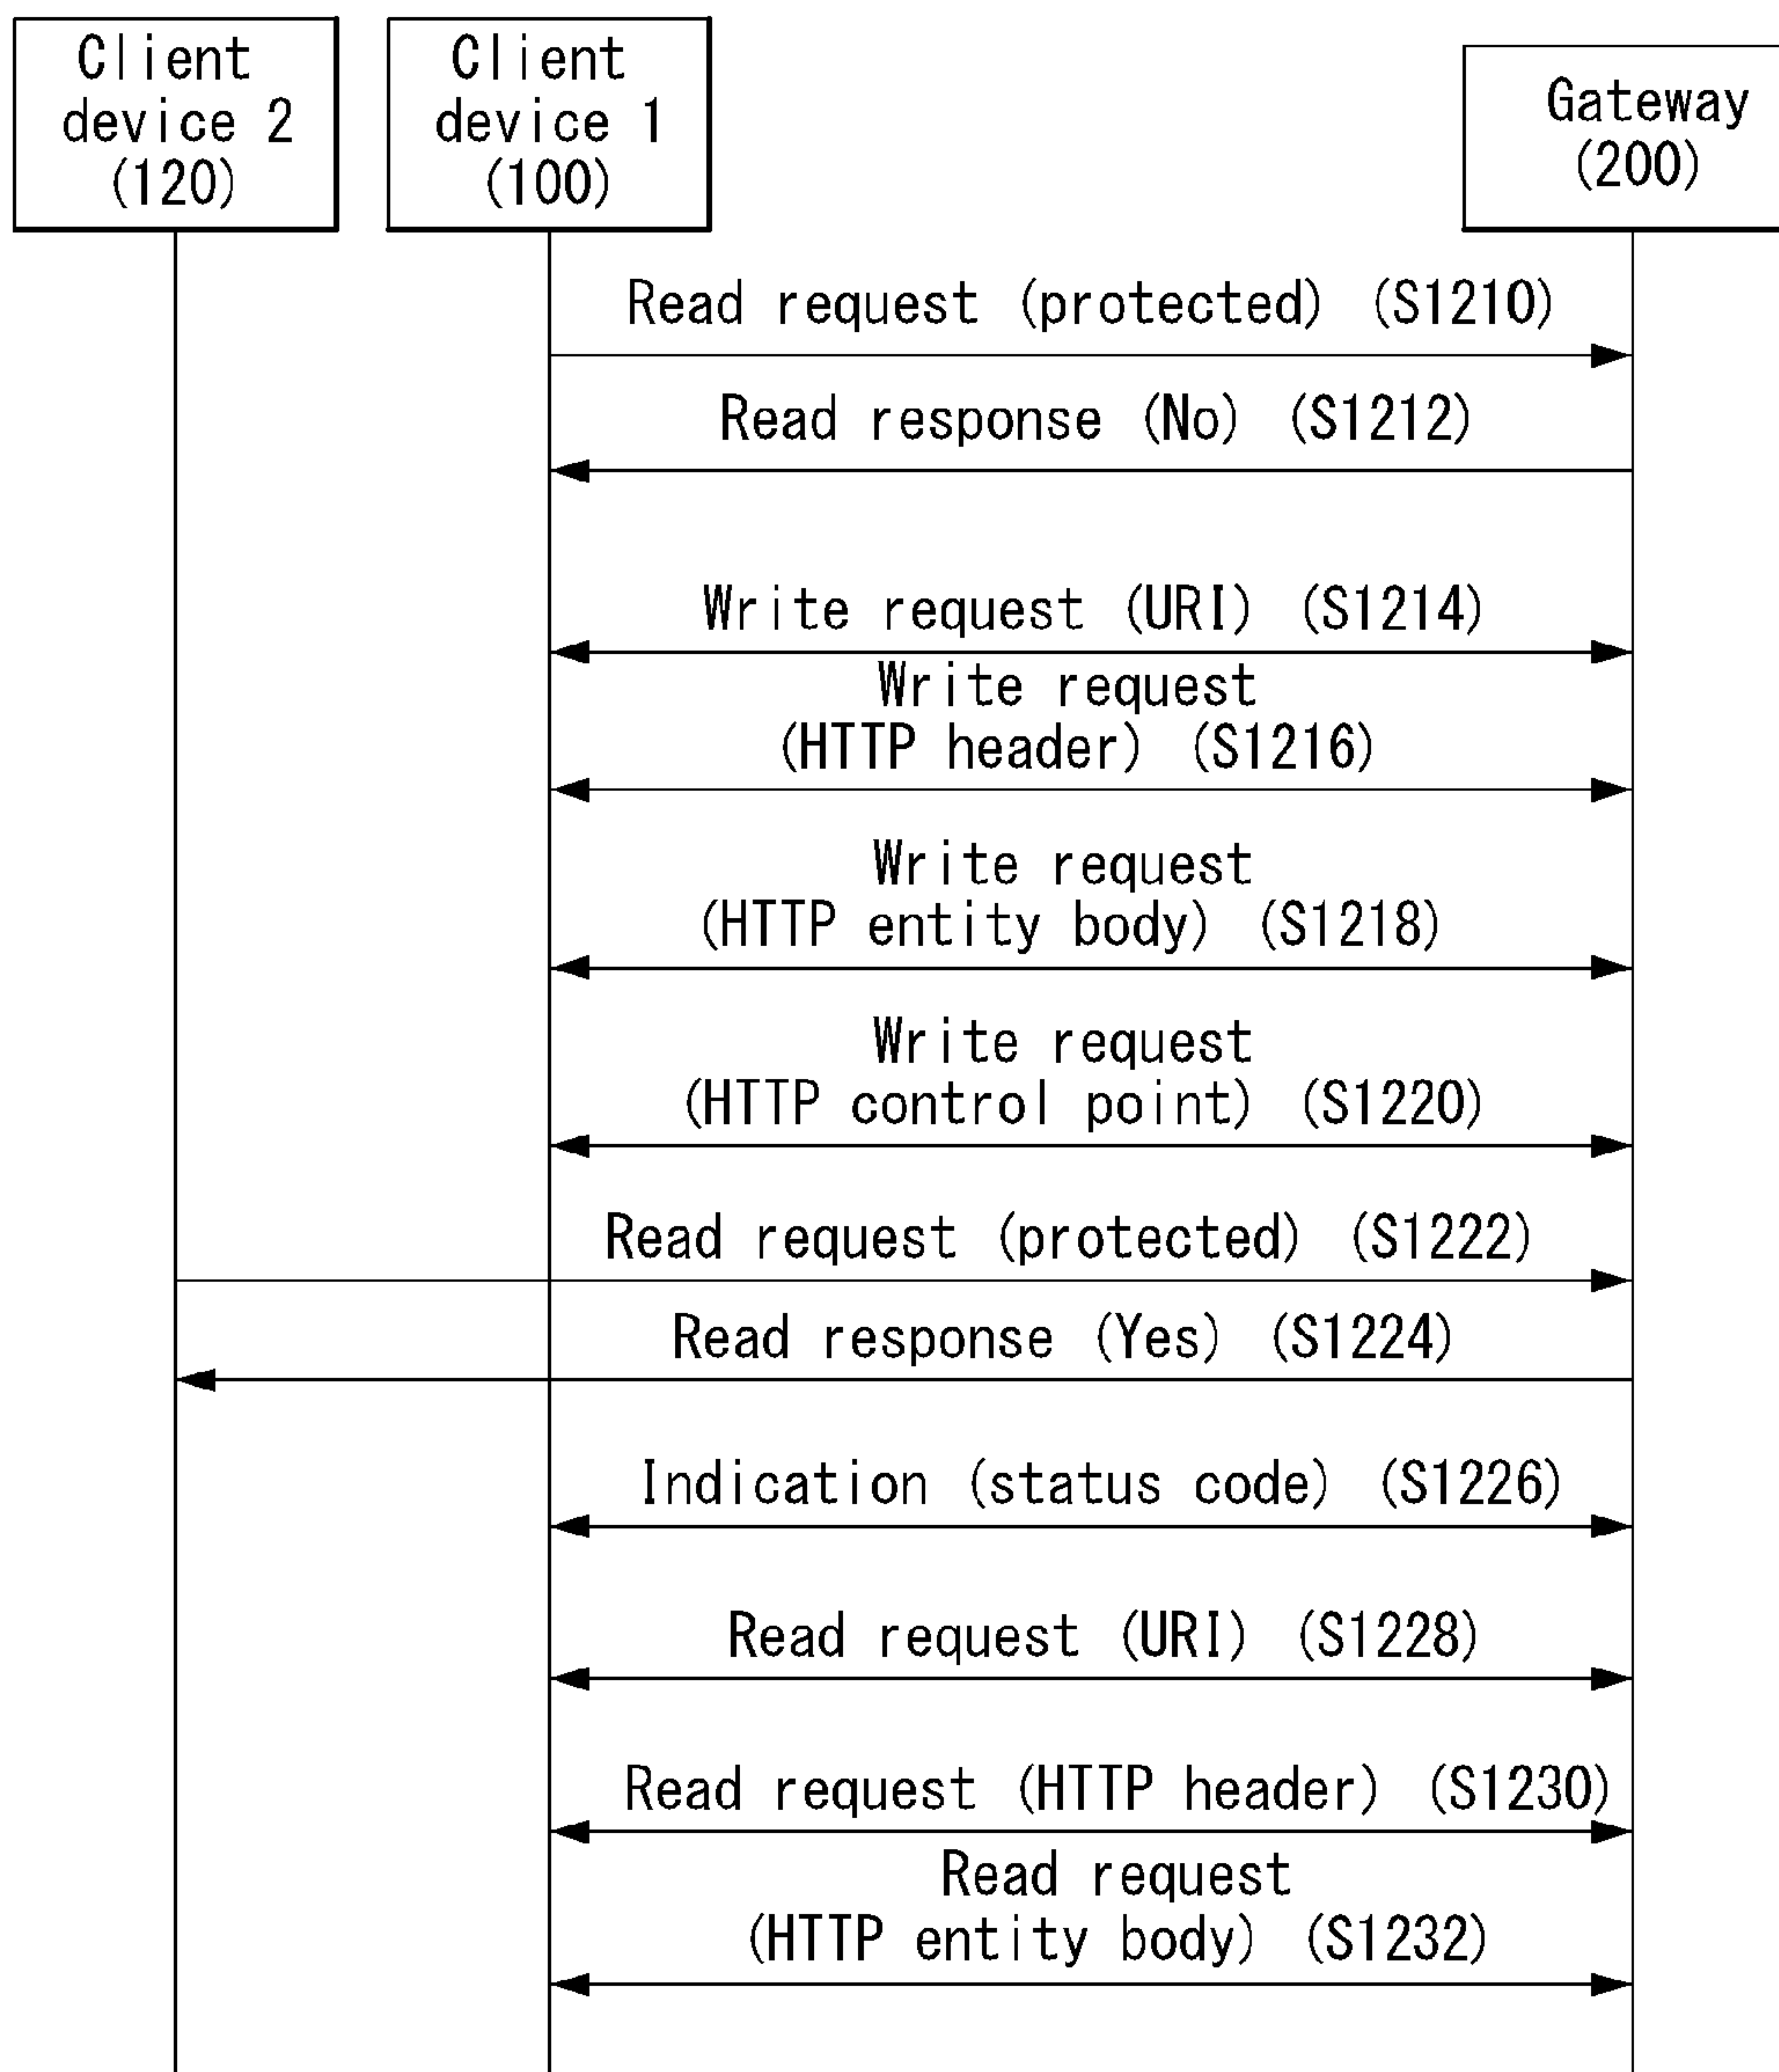 Client
device 2
(120)
Client
device 1
(100)
Gateway
(200)
Read request (protected) (S1210)
Read response (No) (S1212)
Write request (URI) (S1214)
Write request
(HTTP header) (S1216)
Write request
(HTTP entity body) (S1218)
Write request
(HTTP control point) (S1220)
Read request (protected) (S1222)
Read response (Yes) (S1224)
Indication (status code) (S1226)
Read request (URI) (S1228)
Read request (HTTP header) (S1230)
Read request
(HTTP entity body) (S1232)